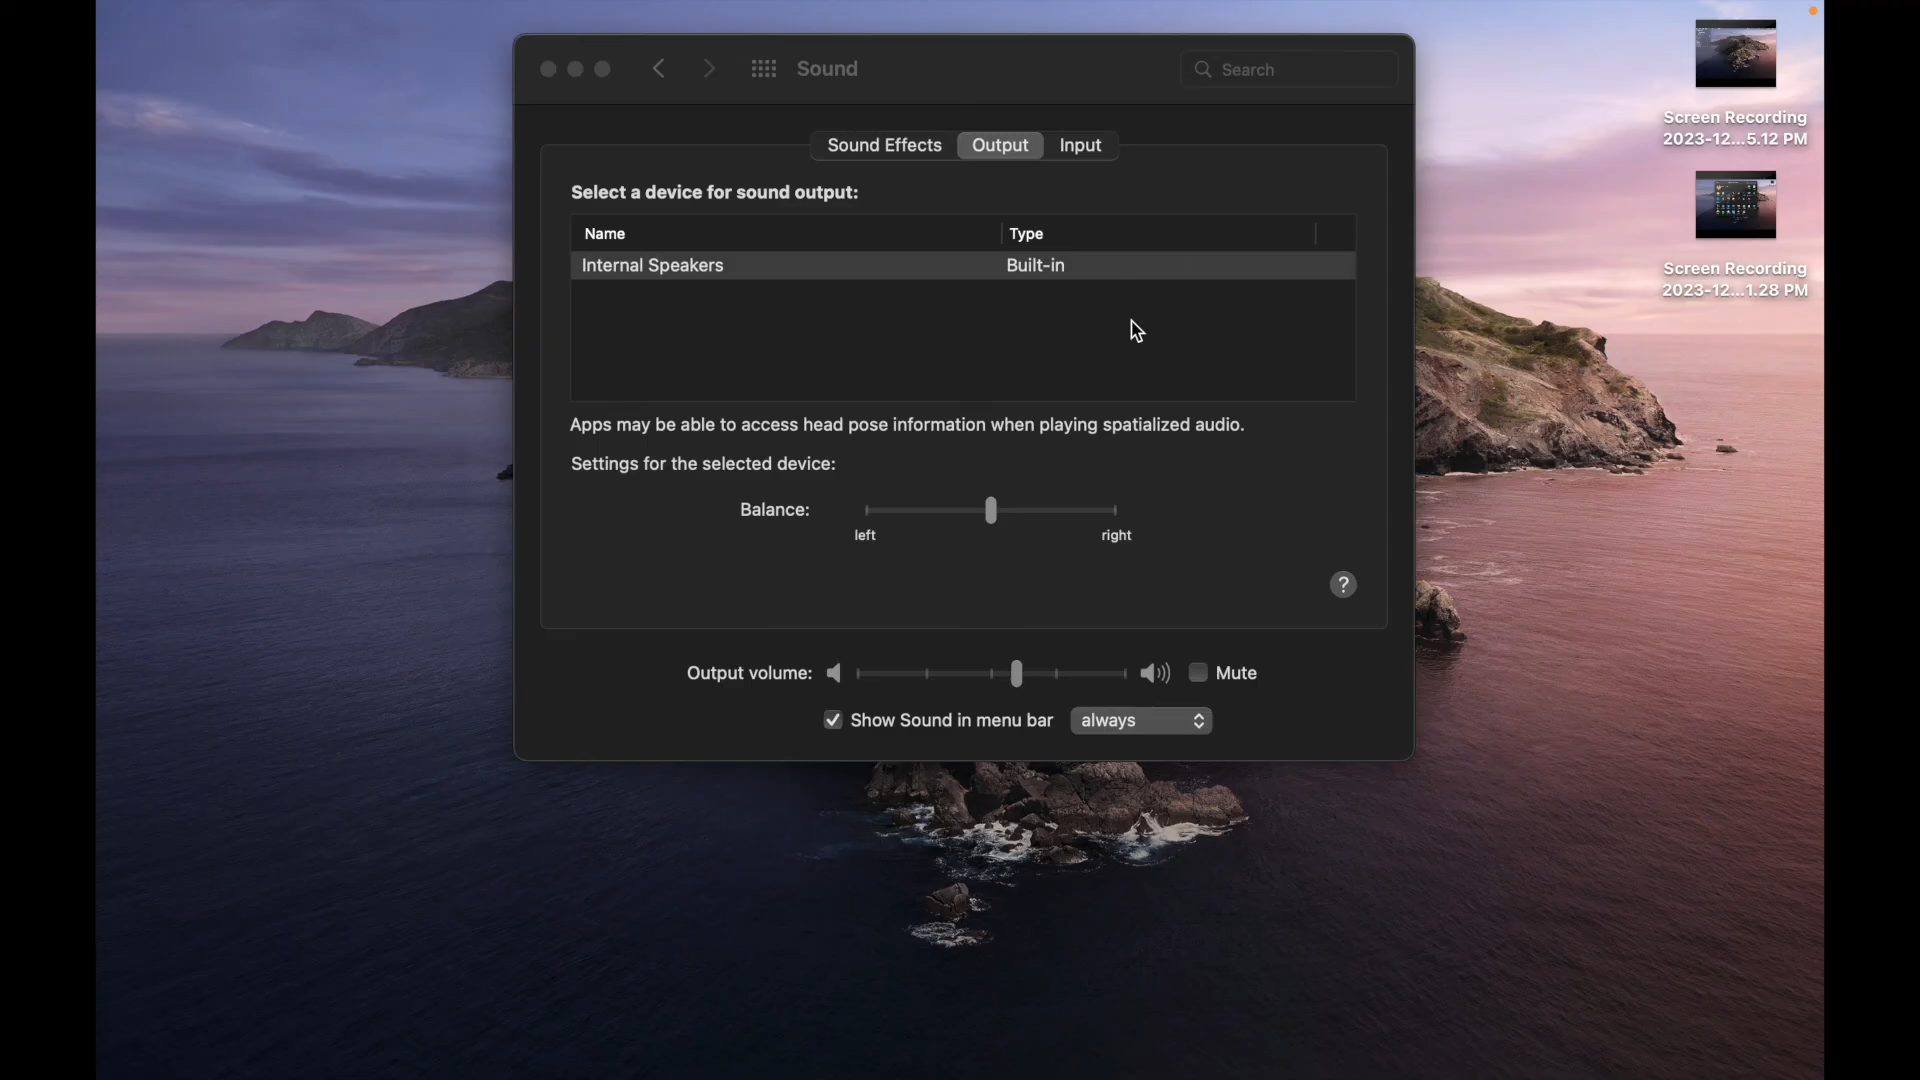 Sound
Search
Sound Effects
Output
Input
Select a device for sound output:
Name
Type
Internal Speakers
Built-in
Apps may be able to access head pose information when playing spatialized audio.
Settings for the selected device:
Balance:
left
right
?
Output volume:
Mute
Show Sound in menu bar
always
Screen Recording
2023-12...5.12 PM
Screen Recording
2023-12...1.28 PM